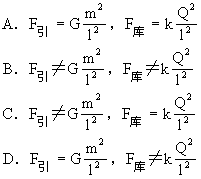 A. F引 = G m²/l², F库 = k Q²/l²
B. F引 ≠ G m²/l², F库 ≠ k Q²/l²
C. F引 ≠ G m²/l², F库 = k Q²/l²
D. F引 = G m²/l², F库 ≠ k Q²/l²